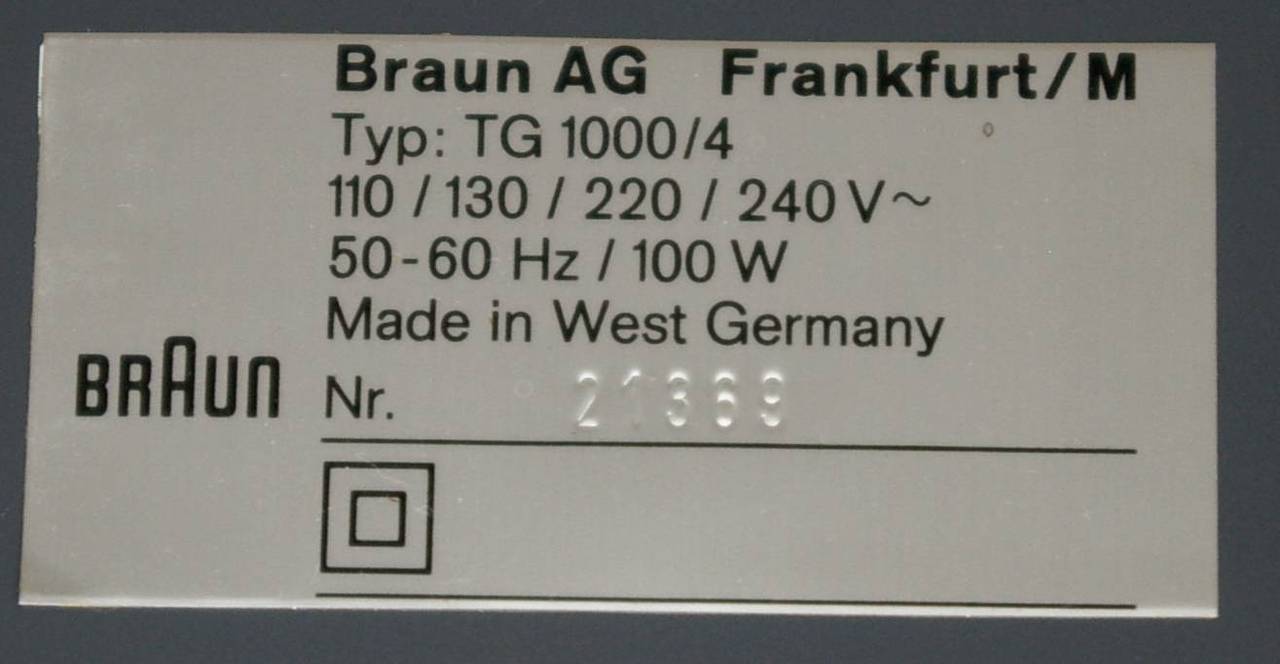 Braun AG Frankfurt/M
Typ: TG 1000/4
110 / 130 / 220 / 240 V~
50-60 Hz / 100 W
Made in West Germany
BRAUN
Nr. 21369